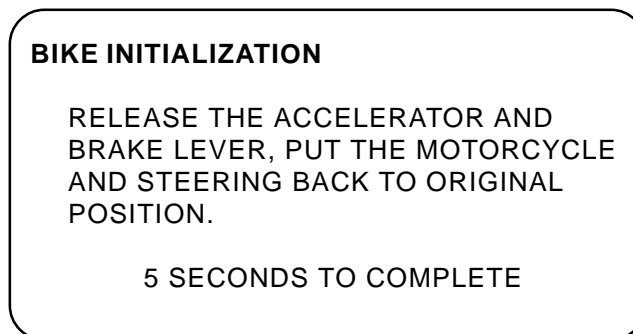 BIKE INITIALIZATION
RELEASE THE ACCELERATOR AND
BRAKE LEVER, PUT THE MOTORCYCLE
AND STEERING BACK TO ORIGINAL
POSITION.
5 SECONDS TO COMPLETE